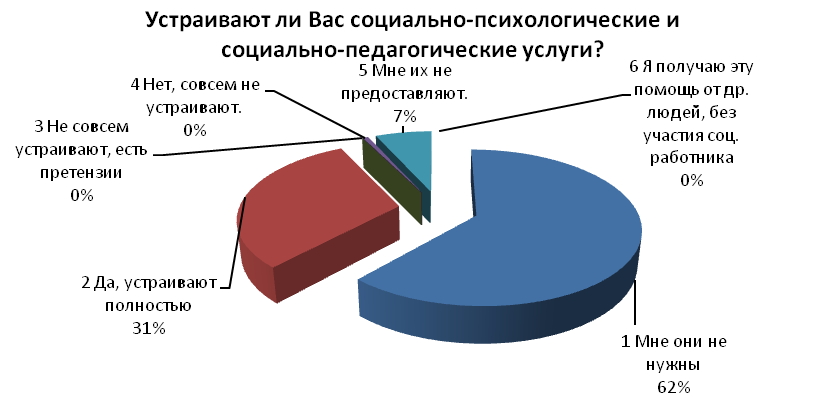 Устраивают ли Вас социально-психологические и
социально-педагогические услуги?
4 Нет, совсем не
устраивают.
0%
5 Мне их не
предоставляют.
7%
6 Я получаю эту
помощь от др.
людей, без
участия соц.
работника
0%
3 Не совсем
устраивают, есть
претензии
0%
2 Да, устраивают
полностью
31%
1 Мне они не
нужны
62%